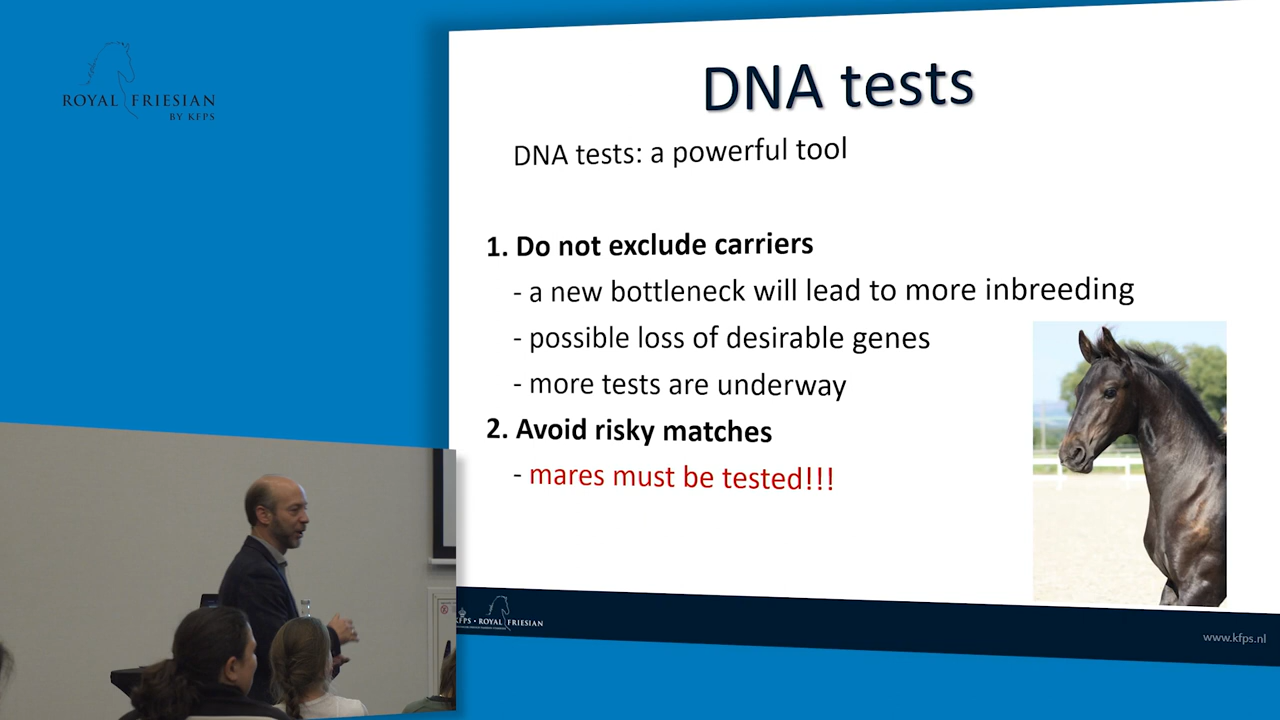 ROYAL FRIESIAN
BY KFPS
DNA tests
DNA tests: a powerful tool
1. Do not exclude carriers
- a new bottleneck will lead to more inbreeding
- possible loss of desirable genes
- more tests are underway
2. Avoid risky matches
- mares must be tested!!!
KFPS • ROYAL FRIESIAN
www.kfps.nl